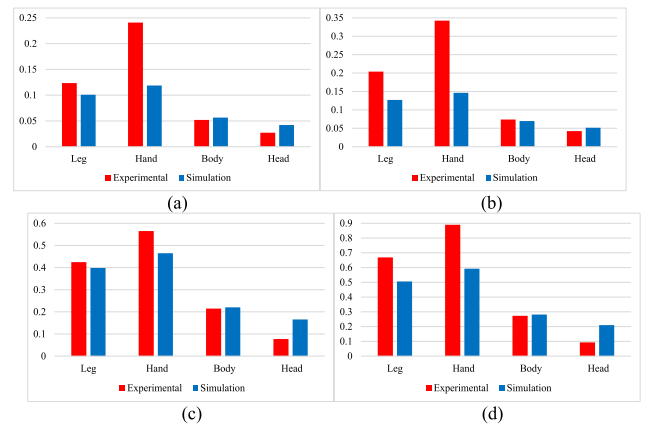 0.25
0.2
0.15
0.1
0.05
0
Leg Hand Body Head
Experimental Simulation
(a)
0.35
0.3
0.25
0.2
0.15
0.1
0.05
0
Leg Hand Body Head
Experimental Simulation
(b)
0.6
0.5
0.4
0.3
0.2
0.1
0
Leg Hand Body Head
Experimental Simulation
(c)
0.9
0.8
0.7
0.6
0.5
0.4
0.3
0.2
0.1
0
Leg Hand Body Head
Experimental Simulation
(d)